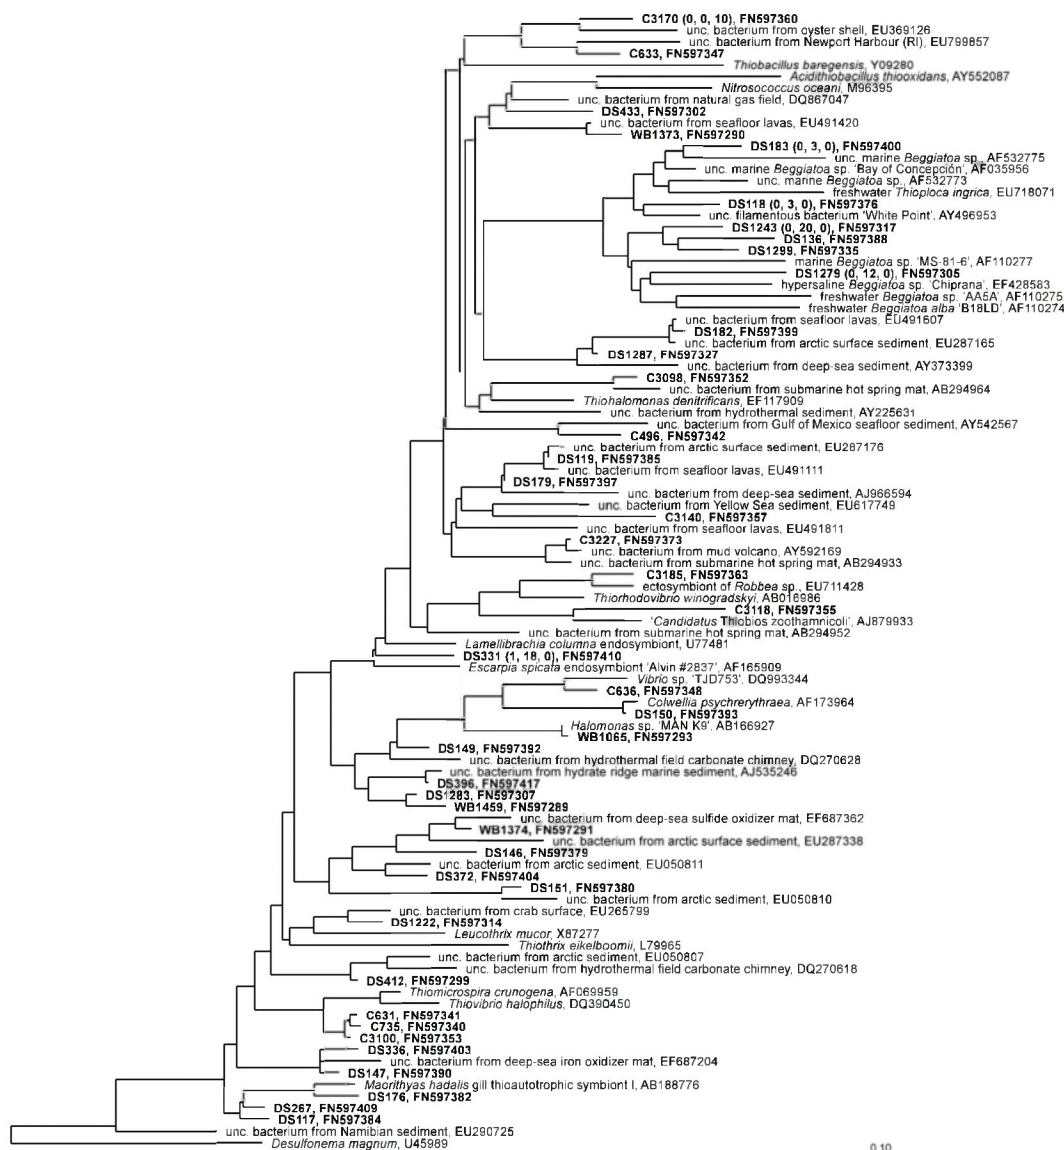 C3170 (0, 0, 10), FN597360
unc. bacterium from oyster shell, EU369126
unc. bacterium from Newport Harbour (RI), EU799857
C633, FN597347
Thiobacillus baregensis, Y09280
Acidithiobacillus thiooxidans, AY552087
Nitrosococcus oceani, M96395
unc. bacterium from natural gas field, DQ867047
DS433, FN597302
unc. bacterium from seafloor lavas, EU491420
WB1373, FN597290
DS183 (0, 3, 0), FN597400
unc. marine Beggiatoa sp., AF532775
unc. marine Beggiatoa sp. 'Bay of Concepción', AF035956
unc. marine Beggiatoa sp., AF532773
freshwater Thioploca ingrica, EU718071
DS118 (0, 3, 0), FN597376
unc. filamentous bacterium 'White Point', AY496953
DS1243 (0, 20, 0), FN597317
DS136, FN597388
DS1299, FN597335
marine Beggiatoa sp. 'MS-81-6', AF110277
DS1279 (0, 12, 0), FN597305
hypersaline Beggiatoa sp. 'Chiprana', EF428583
freshwater Beggiatoa sp. 'AA5A', AF110275
freshwater Beggiatoa alba 'B18LD', AF110274
unc. bacterium from seafloor lavas, EU491607
DS182, FN597399
unc. bacterium from arctic surface sediment, EU287165
DS1287, FN597327
unc. bacterium from deep-sea sediment, AY373399
C3098, FN597352
unc. bacterium from submarine hot spring mat, AB294964
Thiohalomonas denitrificans, EF117909
unc. bacterium from hydrothermal sediment, AY225631
unc. bacterium from Gulf of Mexico seafloor sediment, AY542567
C496, FN597342
unc. bacterium from arctic surface sediment, EU287176
DS119, FN597385
unc. bacterium from seafloor lavas, EU491111
DS179, FN597397
unc. bacterium from deep-sea sediment, AJ966594
unc. bacterium from Yellow Sea sediment, EU617749
C3140, FN597357
unc. bacterium from seafloor lavas, EU491811
C3227, FN597373
unc. bacterium from mud volcano, AY592169
unc. bacterium from submarine hot spring mat, AB294933
C3185, FN597363
ectosymbiont of Robbea sp., EU711428
Thiorhodovibrio winogradskyi, AB016986
C3118, FN597355
'Candidatus Thiobios zoothamnicoli', AJ879933
unc. bacterium from submarine hot spring mat, AB294952
Lamellibrachia columna endosymbiont, U77481
DS331 (1, 18, 0), FN597410
Escarpia spicata endosymbiont 'Alvin #2837', AF165909
Vibrio sp. 'TJD753', DQ993344
C636, FN597348
Colwellia psychrerythraea, AF173964
DS150, FN597393
Halomonas sp. 'MAN K9', AB166927
WB1065, FN597293
DS149, FN597392
unc. bacterium from hydrothermal field carbonate chimney, DQ270628
unc. bacterium from hydrate ridge marine sediment, AJ535246
DS396, FN597417
DS1283, FN597307
WB1459, FN597289
unc. bacterium from deep-sea sulfide oxidizer mat, EF687362
WB1374, FN597291
unc. bacterium from arctic surface sediment, EU287338
DS146, FN597379
unc. bacterium from arctic sediment, EU050811
DS372, FN597404
DS151, FN597380
unc. bacterium from arctic sediment, EU050810
unc. bacterium from crab surface, EU265799
DS1222, FN597314
Leucothrix mucor, X87277
Thiothrix eikelboomii, L79965
unc. bacterium from arctic sediment, EU050807
unc. bacterium from hydrothermal field carbonate chimney, DQ270618
DS412, FN597299
Thiomicrospira crunogena, AF069959
Thiovibrio halophilus, DQ390450
C631, FN597341
C735, FN597340
C3100, FN597353
DS336, FN597403
unc. bacterium from deep-sea iron oxidizer mat, EF687204
DS147, FN597390
Maorithyas hadalis gill thioautotrophic symbiont I, AB188776
DS176, FN597382
DS267, FN597409
DS117, FN597384
unc. bacterium from Namibian sediment, EU290725
Desulfonema magnum, U45989
0.10